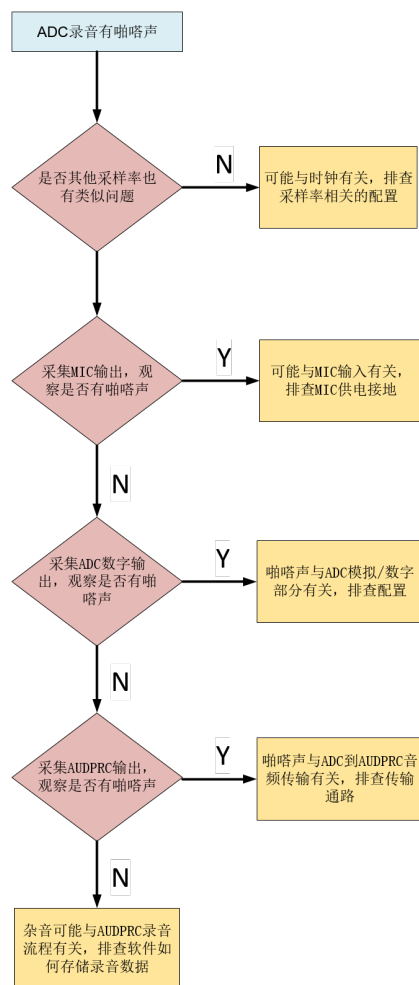 ADC录音有啪嗒声
是否其他采样率也
有类似问题
N
可能与时钟有关，排查
采样率相关的配置
采集MIC输出，观
察是否有啪嗒声
Y
可能与MIC输入有关，
排查MIC供电接地
N
采集ADC数字输
出，观察是否有啪
嗒声
Y
啪嗒声与ADC模拟/数字
部分有关，排查配置
N
采集AUDPRC输出，
观察是否有啪嗒声
Y
啪嗒声与ADC到AUDPRC音
频传输有关，排查传输
通路
N
杂音可能与AUDPRC录音
流程有关，排查软件如
何存储录音数据